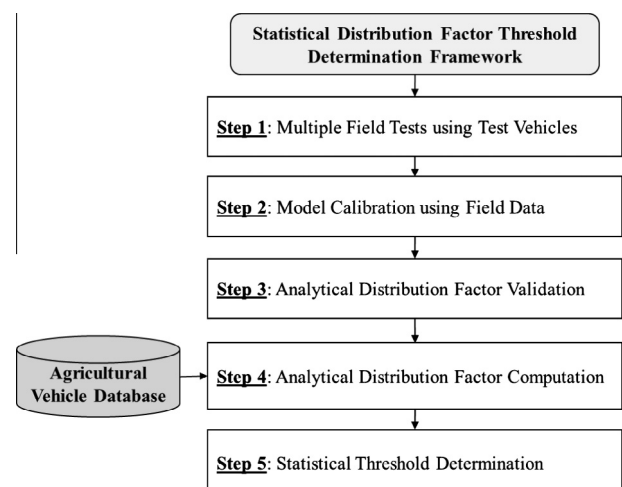 Statistical Distribution Factor Threshold
Determination Framework
Step 1: Multiple Field Tests using Test Vehicles
Step 2: Model Calibration using Field Data
Step 3: Analytical Distribution Factor Validation
Agricultural
Vehicle Database
Step 4: Analytical Distribution Factor Computation
Step 5: Statistical Threshold Determination